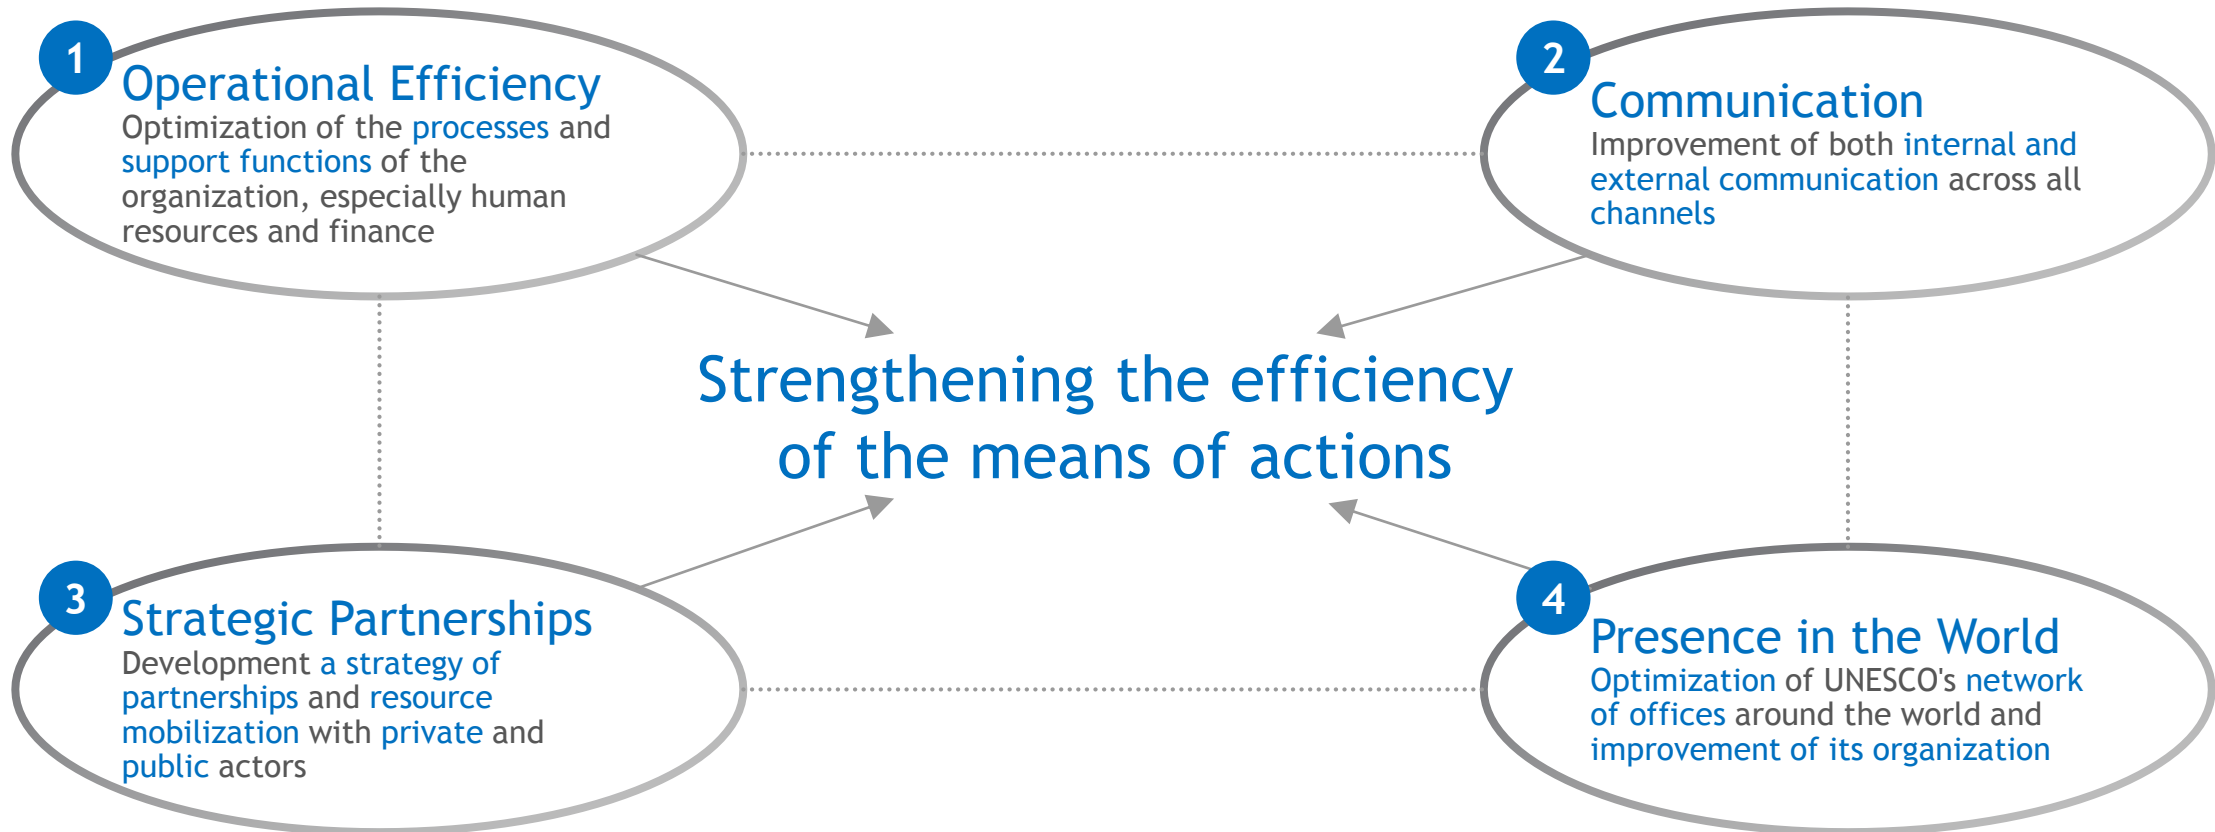 1
Operational Efficiency
Optimization of the processes and
support functions of the
organization, especially human
resources and finance
2
Communication
Improvement of both internal and
external communication across all
channels
Strengthening the efficiency
of the means of actions
3
Strategic Partnerships
Development a strategy of
partnerships and resource
mobilization with private and
public actors
4
Presence in the World
Optimization of UNESCO's network
of offices around the world and
improvement of its organization